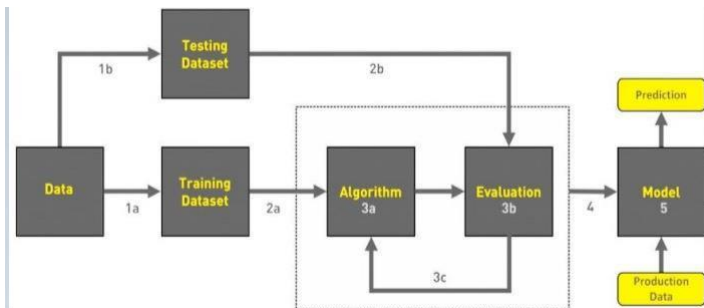 Testing
Dataset
1b
2b
Prediction
Data
Training
Dataset
Algorithm
3a
Evaluation
3b
Model
5
1a
2a
4
3c
Production
Data